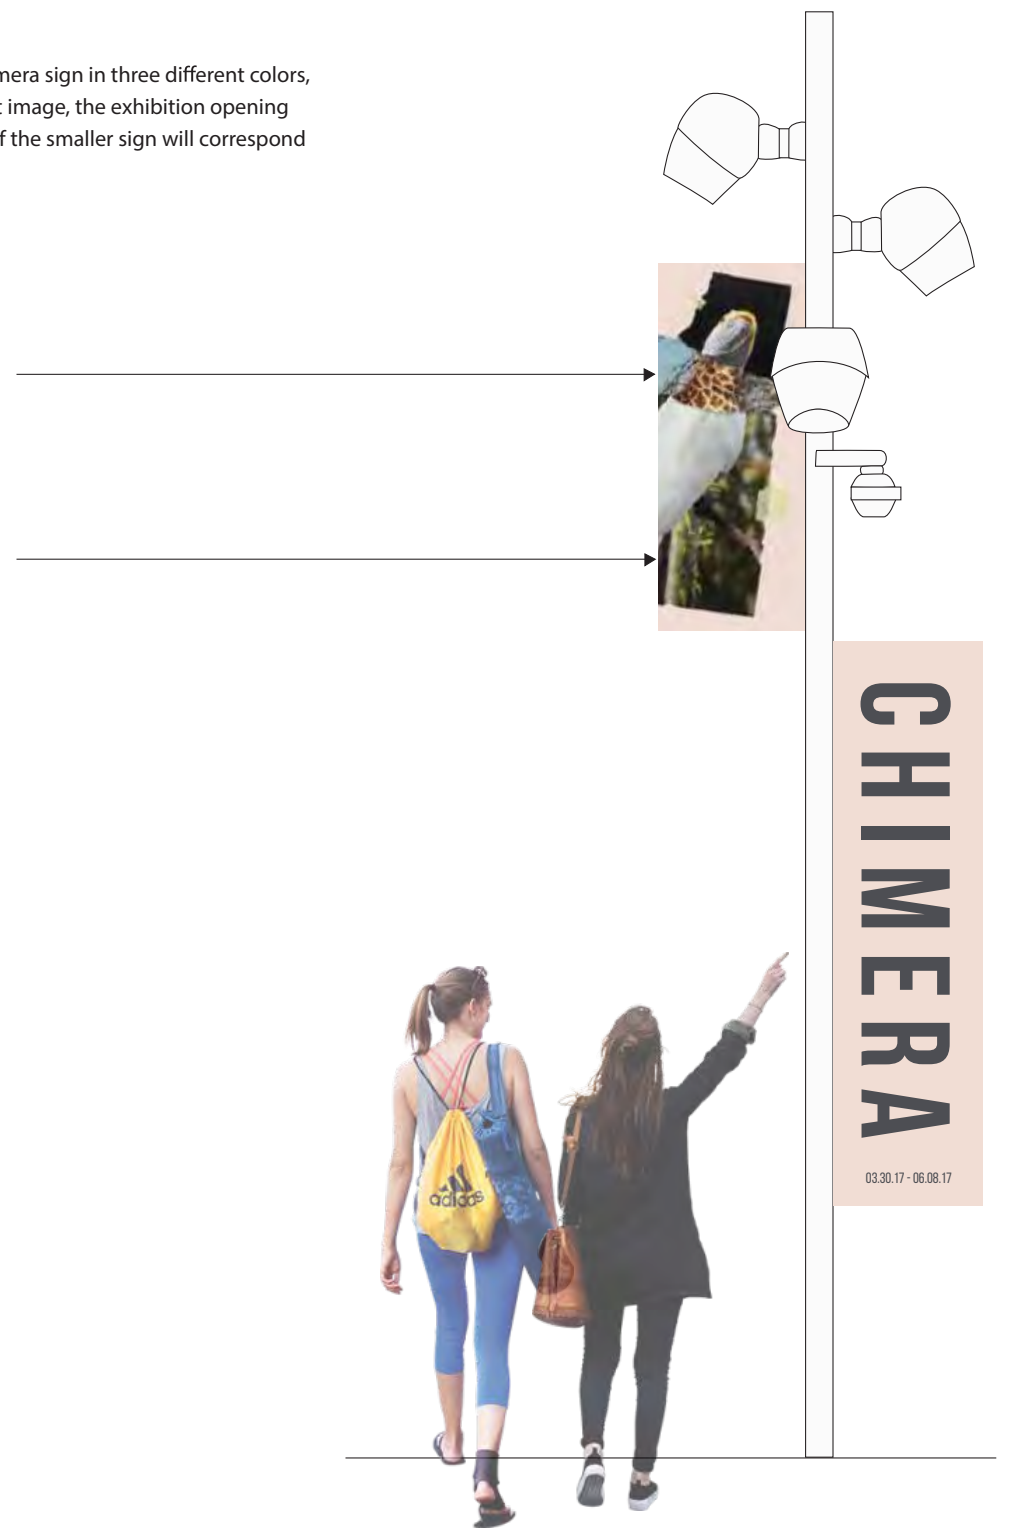 mera sign in three different colors,
t image, the exhibition opening
f the smaller sign will correspond
CHIMERA
03.30.17 - 06.08.17
adidas